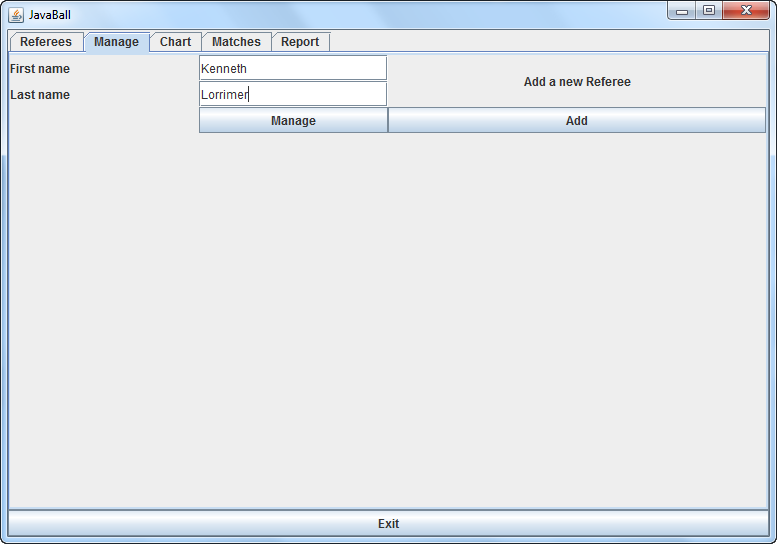 JavaBall
Referees Manage Chart Matches Report
First name Kenneth
Add a new Referee
Last name Lorrimer
Manage Add
Exit